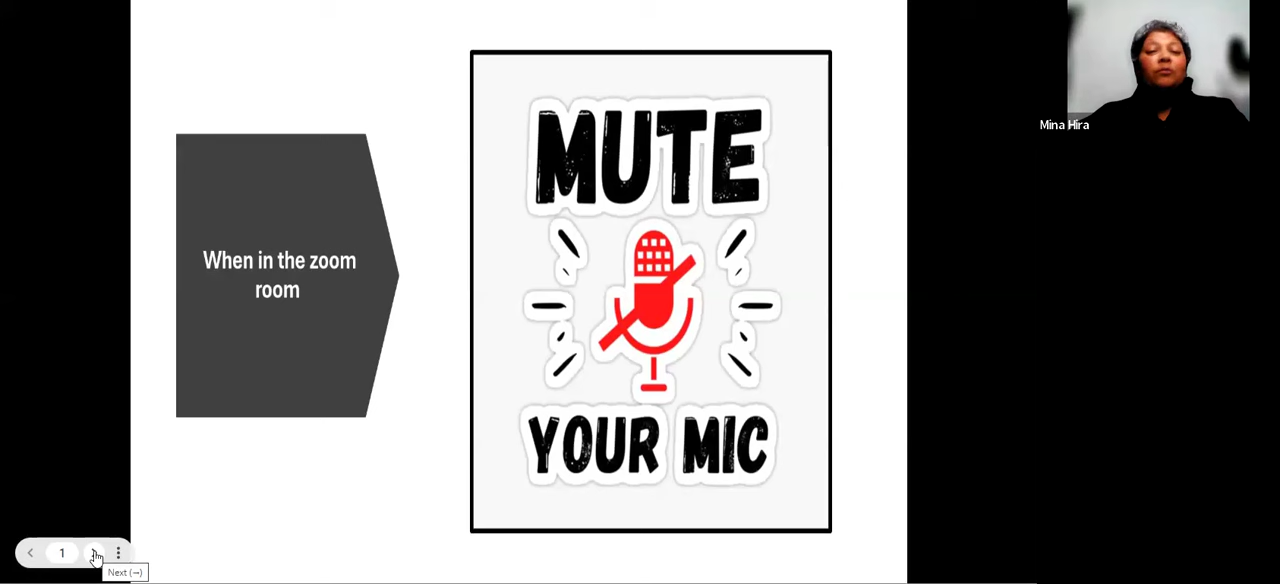 When in the zoom
room
MUTE
YOUR MIC
Mina Hira
1
Next (→)